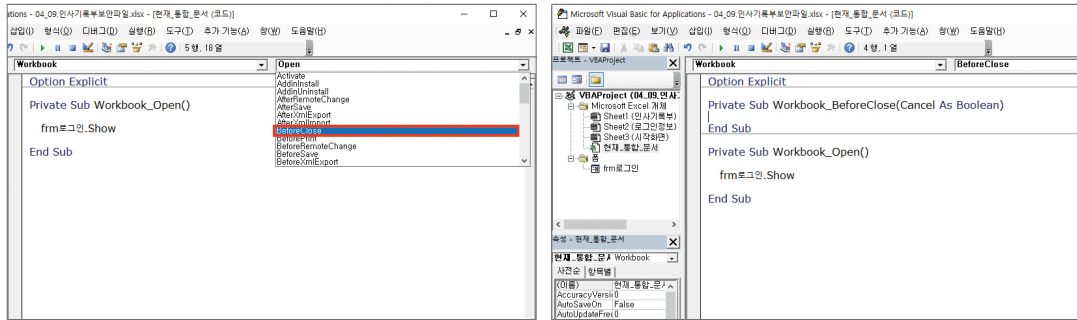 ations - 04_09.인사기록부보안파일.xlsx - [현재_통합_문서 (코드)]
삽입(I) 형식(O) 디버그(D) 실행(R) 도구(T) 추가 기능(A) 창(W) 도움말(H)
5 행, 18 열
Workbook
Open
Option Explicit
Private Sub Workbook_Open()
frm로그인.Show
End Sub
Activate
AddinInstall
AddinUninstall
AfterRemoteChange
AfterSave
AfterXmlExport
AfterXmlImport
BeforeClose
BeforePrint
BeforeRemoteChange
BeforeSave
BeforeXmlExport
Microsoft Visual Basic for Applications - 04_09.인사기록부보안파일.xlsx - [현재_통합_문서 (코드)]
파일(F) 편집(E) 보기(V) 삽입(I) 형식(O) 디버그(D) 실행(R) 도구(T) 추가 기능(A) 창(W) 도움말(H)
4 행, 1 열
프로젝트 - VBAProject
VBAProject (04_09.인사
Microsoft Excel 개체
Sheet1 (인사기록부)
Sheet2 (로그인정보)
Sheet3 (시작화면)
현재_통합_문서
폼
frm로그인
속성 - 현재_통합_문서
현재_통합_문서 Workbook
사전순 항목별
(이름) 현재_통합_문서
AccuracyVersi 0
AutoSaveOn False
AutoUpdateFre 0
Workbook
BeforeClose
Option Explicit
Private Sub Workbook_BeforeClose(Cancel As Boolean)
End Sub
Private Sub Workbook_Open()
frm로그인.Show
End Sub